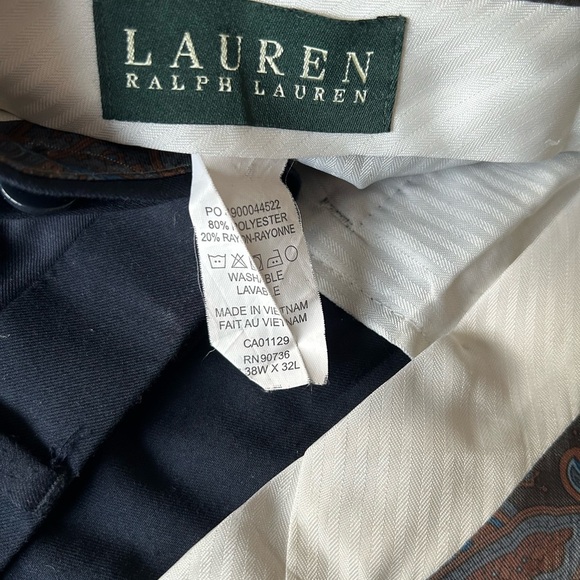 LAUREN
RALPH LAUREN
PO 900044522
80% POLYESTER
20% RAYON-RAYONNE
WASHABLE
LAVABLE
MADE IN VIETNAM
FAIT AU VIETNAM
CA01129
RN 90736
38W X 32L